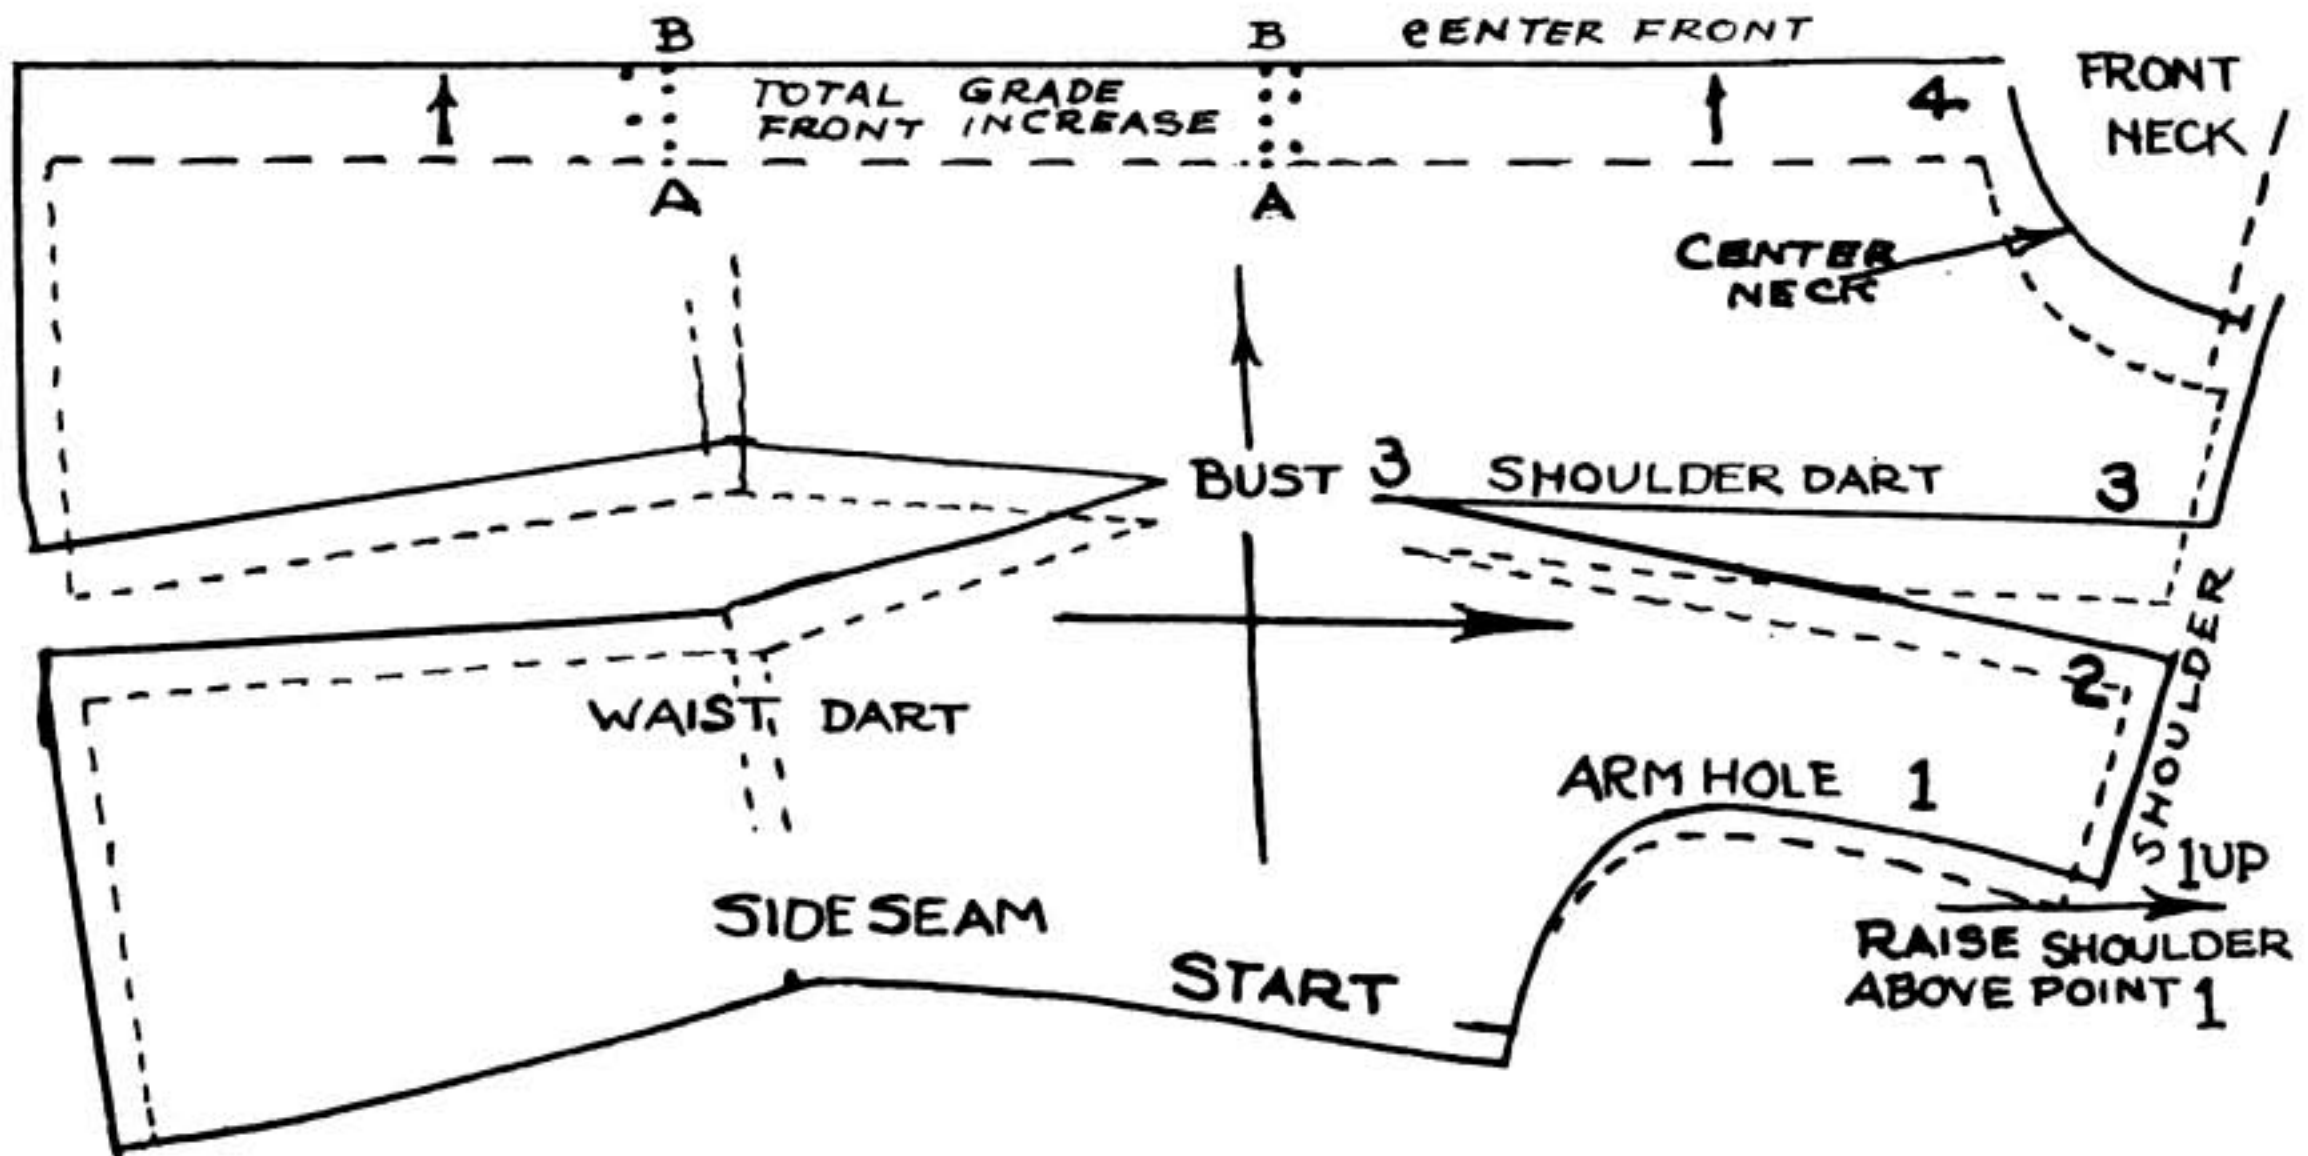 B
B
CENTER FRONT
TOTAL GRADE
FRONT INCREASE
4
FRONT
NECK
A
A
CENTER
NECK
BUST
3
SHOULDER DART
3
2
SHOULDER
WAIST DART
ARM HOLE
1
1UP
SIDE SEAM
START
RAISE SHOULDER
ABOVE POINT 1